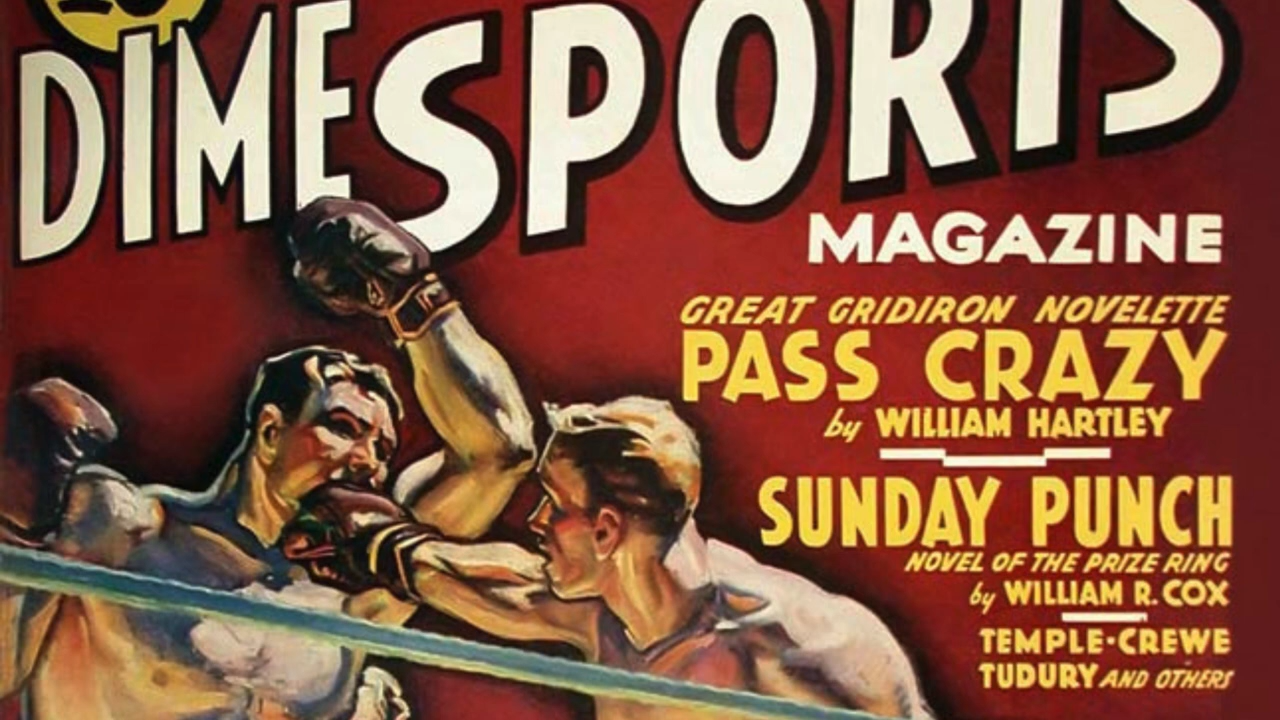 DIME SPORTS
MAGAZINE
GREAT GRIDIRON NOVELETTE
PASS CRAZY
by WILLIAM HARTLEY
SUNDAY PUNCH
NOVEL OF THE PRIZE RING
by WILLIAM R. COX
TEMPLE-CREWE
TUDURY AND OTHERS